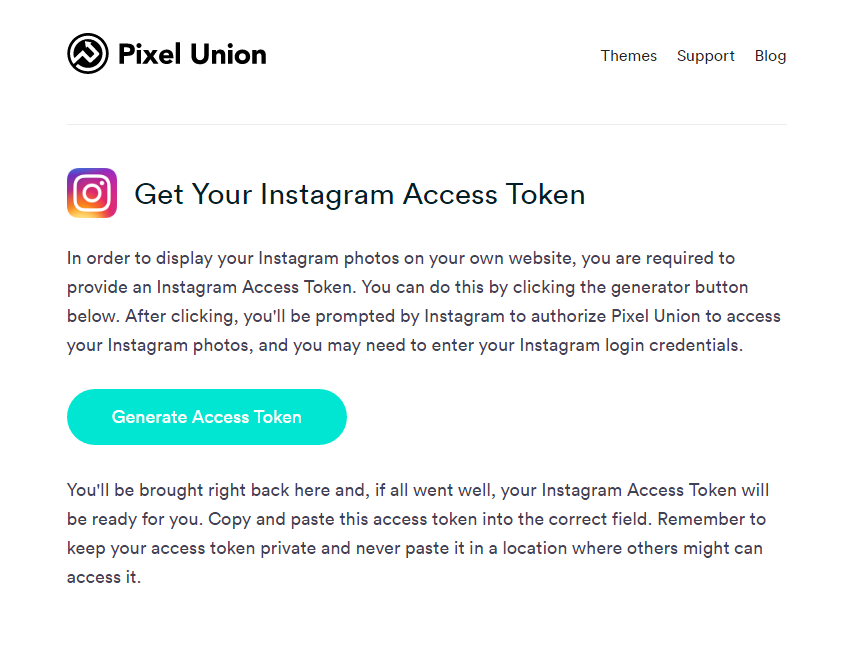 Pixel Union
Themes Support Blog
Get Your Instagram Access Token
In order to display your Instagram photos on your own website, you are required to
provide an Instagram Access Token. You can do this by clicking the generator button
below. After clicking, you'll be prompted by Instagram to authorize Pixel Union to access
your Instagram photos, and you may need to enter your Instagram login credentials.
Generate Access Token
You'll be brought right back here and, if all went well, your Instagram Access Token will
be ready for you. Copy and paste this access token into the correct field. Remember to
keep your access token private and never paste it in a location where others might can
access it.